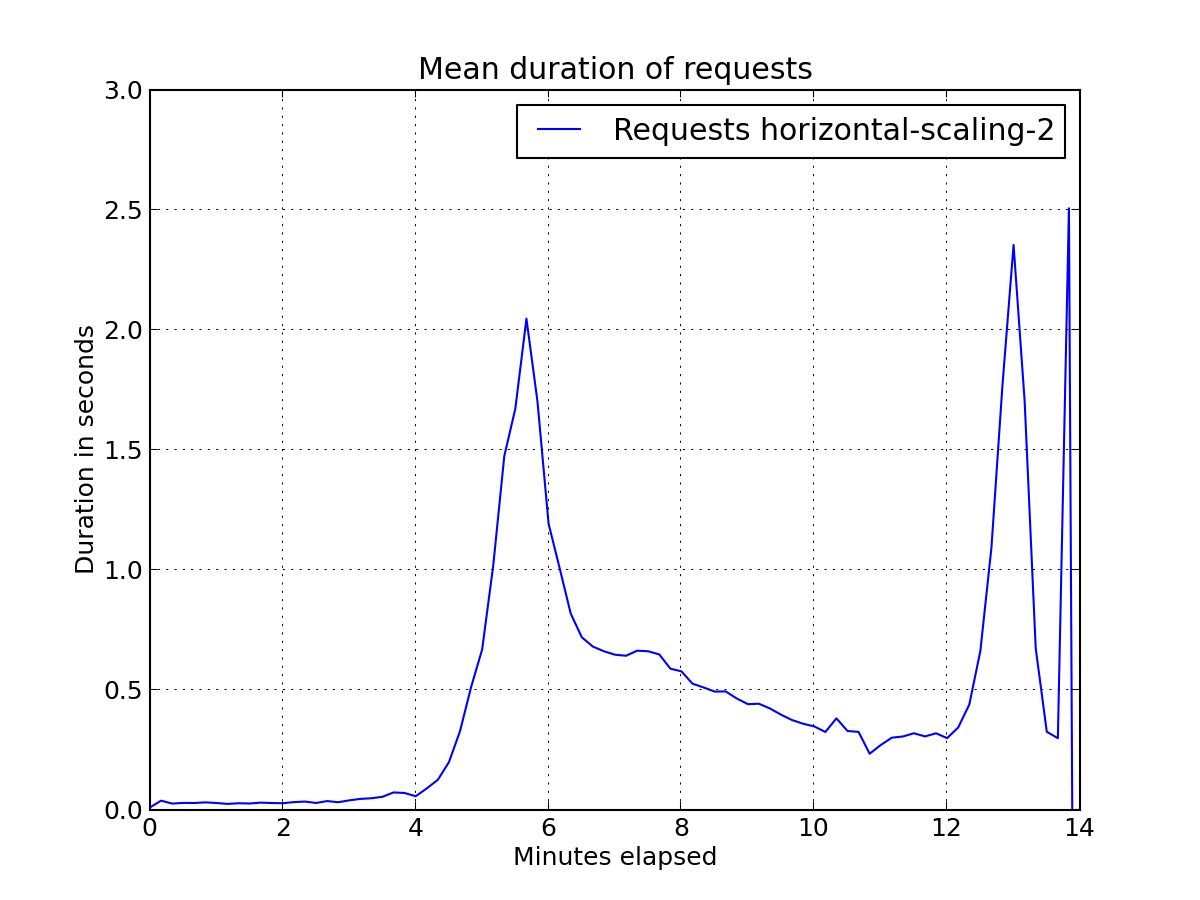 Mean duration of requests
Requests horizontal-scaling-2
3.0
2.5
2.0
1.5
1.0
0.5
0.0
Duration in seconds
0 2 4 6 8 10 12 14
Minutes elapsed